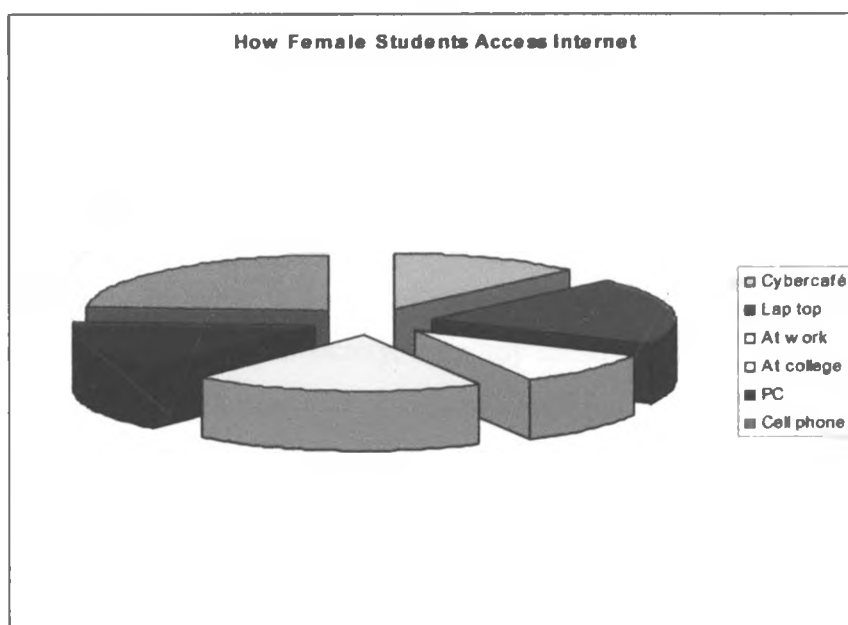 How Female Students Access Internet
Cybercafé
Lap top
At work
At college
PC
Cell phone